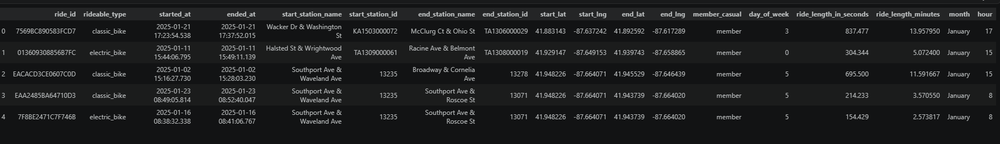 ride_id rideable_type started_at ended_at start_station_name start_station_id end_station_name end_station_id start_lat start_lng end_lat end_lng member_casual day_of_week ride_length_in_seconds ride_length_minutes month hour
0 7569BC890583FCD7 classic_bike 2025-01-21 17:23:54.538 2025-01-21 17:37:52.015 Wacker Dr & Washington St KA1503000072 McClurg Ct & Ohio St TA1306000029 41.883143 -87.637242 41.892592 -87.617289 member 3 837.477 13.957950 January 17
1 013609308856B7FC electric_bike 2025-01-11 15:44:06.795 2025-01-11 15:49:11.139 Halsted St & Wrightwood Ave TA1309000061 Racine Ave & Belmont Ave TA1308000019 41.929147 -87.649153 41.939743 -87.658865 member 0 304.344 5.072400 January 15
2 EACACD3CE0607C0D classic_bike 2025-01-02 15:16:27.730 2025-01-02 15:28:03.230 Southport Ave & Waveland Ave 13235 Broadway & Cornelia Ave 13278 41.948226 -87.664071 41.945529 -87.646439 member 5 695.500 11.591667 January 15
3 EAA2485BA64710D3 classic_bike 2025-01-23 08:49:05.814 2025-01-23 08:52:40.047 Southport Ave & Waveland Ave 13235 Southport Ave & Roscoe St 13071 41.948226 -87.664071 41.943739 -87.664020 member 5 214.233 3.570550 January 8
4 7F8BE2471C7F746B electric_bike 2025-01-16 08:38:32.338 2025-01-16 08:41:06.767 Southport Ave & Waveland Ave 13235 Southport Ave & Roscoe St 13071 41.948226 -87.664071 41.943739 -87.664020 member 5 154.429 2.573817 January 8